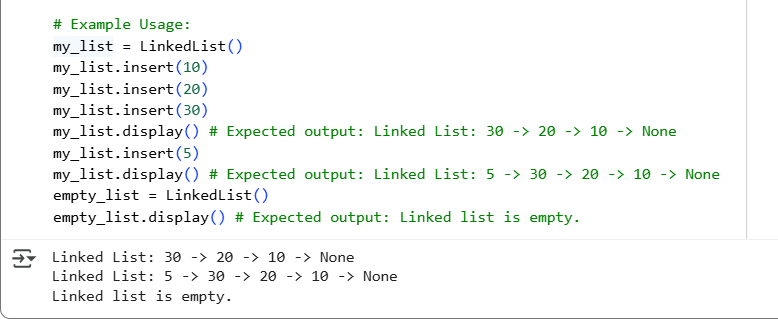 # Example Usage:
my_list = LinkedList()
my_list.insert(10)
my_list.insert(20)
my_list.insert(30)
my_list.display() # Expected output: Linked List: 30 -> 20 -> 10 -> None
my_list.insert(5)
my_list.display() # Expected output: Linked List: 5 -> 30 -> 20 -> 10 -> None
empty_list = LinkedList()
empty_list.display() # Expected output: Linked list is empty.
Linked List: 30 -> 20 -> 10 -> None
Linked List: 5 -> 30 -> 20 -> 10 -> None
Linked list is empty.